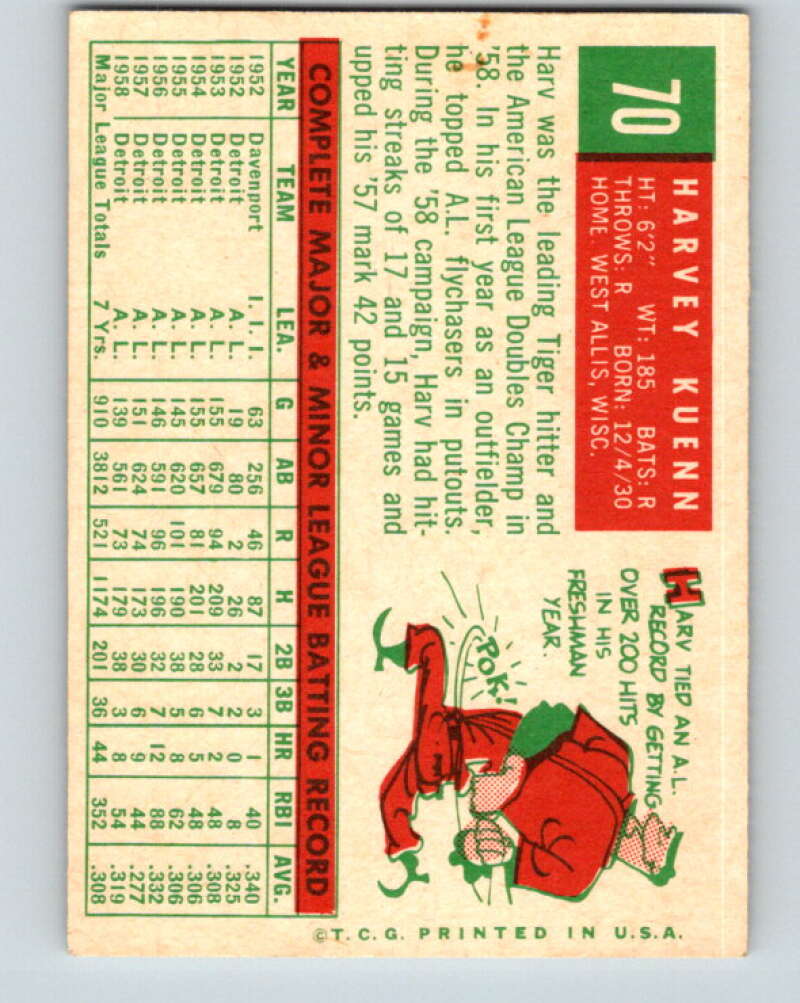 70
HARVEY KUENN
HT: 6'2" WT: 185 BATS: R
THROWS: R BORN: 12/4/30
HOME. WEST ALLIS, WISC.
Harv was the leading Tiger hitter and
the American League Doubles Champ in
'58. In his first year as an outfielder,
he topped A.L. flychasers in putouts.
During the '58 campaign, Harv had hit-
ting streaks of 17 and 15 games and
upped his '57 mark 42 points.
HARV TIED AN A.L.
RECORD BY GETTING
OVER 200 HITS
IN HIS
FRESHMAN
YEAR.
POK!
COMPLETE MAJOR & MINOR LEAGUE BATTING RECORD
YEAR TEAM LEA. G AB R H 2B 3B HR RBI AVG.
1952 Davenport I. I. I. 63 256 46 87 17 3 1 40 .340
1952 Detroit A. L. 19 80 2 26 2 2 0 8 .325
1953 Detroit A. L. 155 679 94 209 33 7 2 48 .308
1954 Detroit A. L. 155 657 81 201 28 6 5 48 .306
1955 Detroit A. L. 145 620 101 190 38 5 8 62 .306
1956 Detroit A. L. 146 591 96 196 32 7 12 88 .332
1957 Detroit A. L. 151 624 74 173 30 6 9 44 .277
1958 Detroit A. L. 139 561 73 179 38 3 8 54 .319
Major League Totals 7 Yrs. 910 3812 521 1174 201 36 44 352 .308
©T.C.G. PRINTED IN U.S.A.